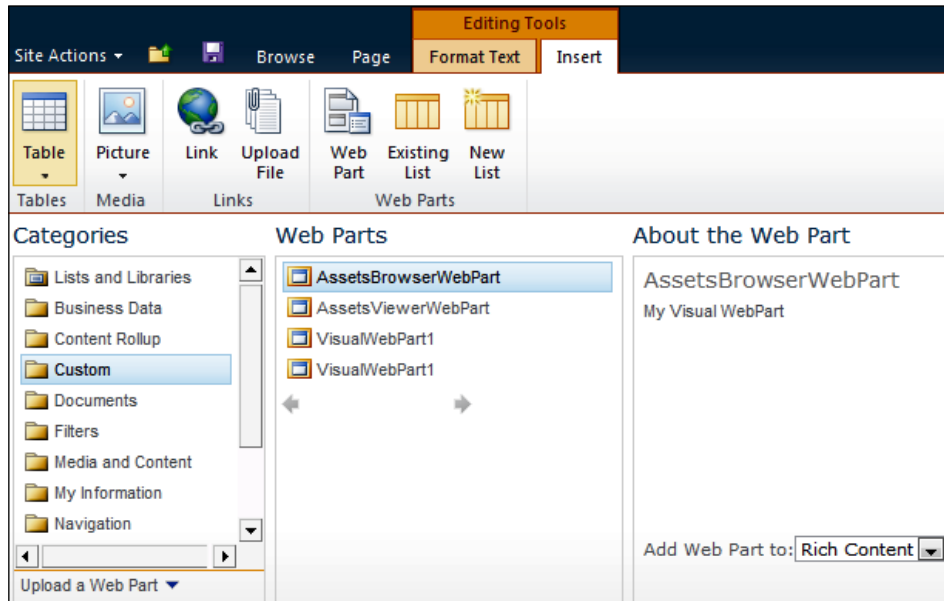 Editing Tools
Site Actions Browse Page Format Text Insert
Table Picture Link Upload File Web Part Existing List New List
Tables Media Links Web Parts
Categories
Lists and Libraries
Business Data
Content Rollup
Custom
Documents
Filters
Media and Content
My Information
Navigation
Upload a Web Part
Web Parts
AssetsBrowserWebPart
AssetsViewerWebPart
VisualWebPart1
VisualWebPart1
About the Web Part
AssetsBrowserWebPart
My Visual WebPart
Add Web Part to: Rich Content